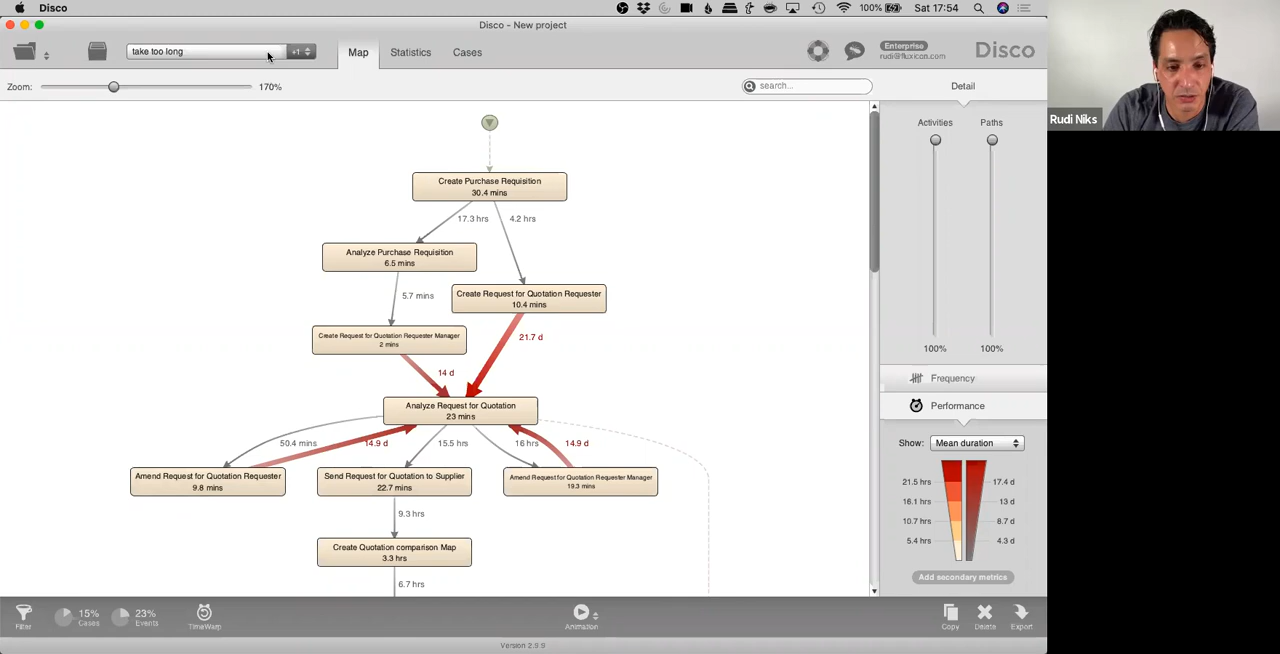 Disco
100%
Sat 17:54
Disco - New project
take too long
+1
Map
Statistics
Cases
Enterprise
rudi@fluxicon.com
Disco
Zoom:
170%
search...
Detail
Rudi Niks
Activities
Paths
Create Purchase Requisition
30.4 mins
17.3 hrs
4.2 hrs
Analyze Purchase Requisition
6.5 mins
5.7 mins
Create Request for Quotation Requester
10.4 mins
Create Request for Quotation Requester Manager
2 mins
21.7 d
100%
100%
14 d
Frequency
Analyze Request for Quotation
23 mins
Performance
50.4 mins
14.9 d
15.5 hrs
16 hrs
14.9 d
Show:
Mean duration
Amend Request for Quotation Requester
9.8 mins
Send Request for Quotation to Supplier
22.7 mins
Amend Request for Quotation Requester Manager
19.3 mins
21.5 hrs
17.4 d
16.1 hrs
13 d
9.3 hrs
10.7 hrs
8.7 d
5.4 hrs
4.3 d
Create Quotation comparison Map
3.3 hrs
6.7 hrs
Add secondary metrics
Filter
15%
Cases
23%
Events
TimeWarp
Animation
Copy
Delete
Export
Version 2.9.9